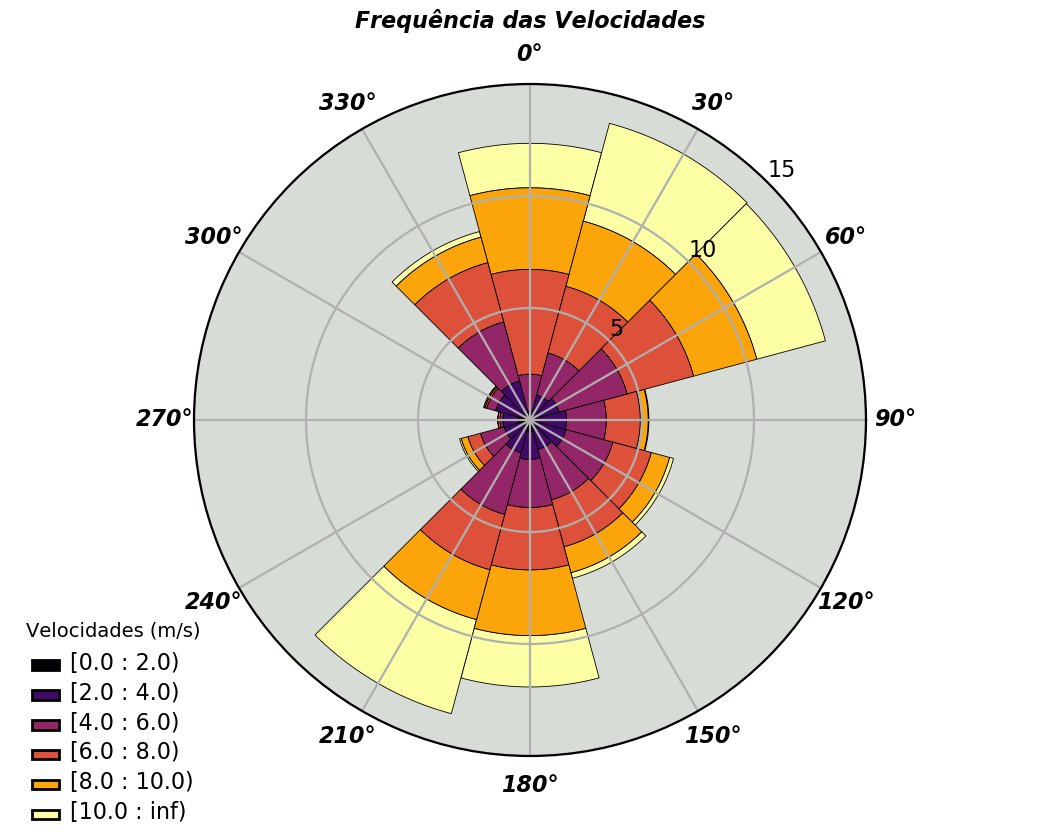 Frequência das Velocidades
0°
330°
30°
15
300°
60°
10
5
270°
90°
240°
120°
210°
150°
180°
Velocidades (m/s)
[0.0 : 2.0)
[2.0 : 4.0)
[4.0 : 6.0)
[6.0 : 8.0)
[8.0 : 10.0)
[10.0 : inf)